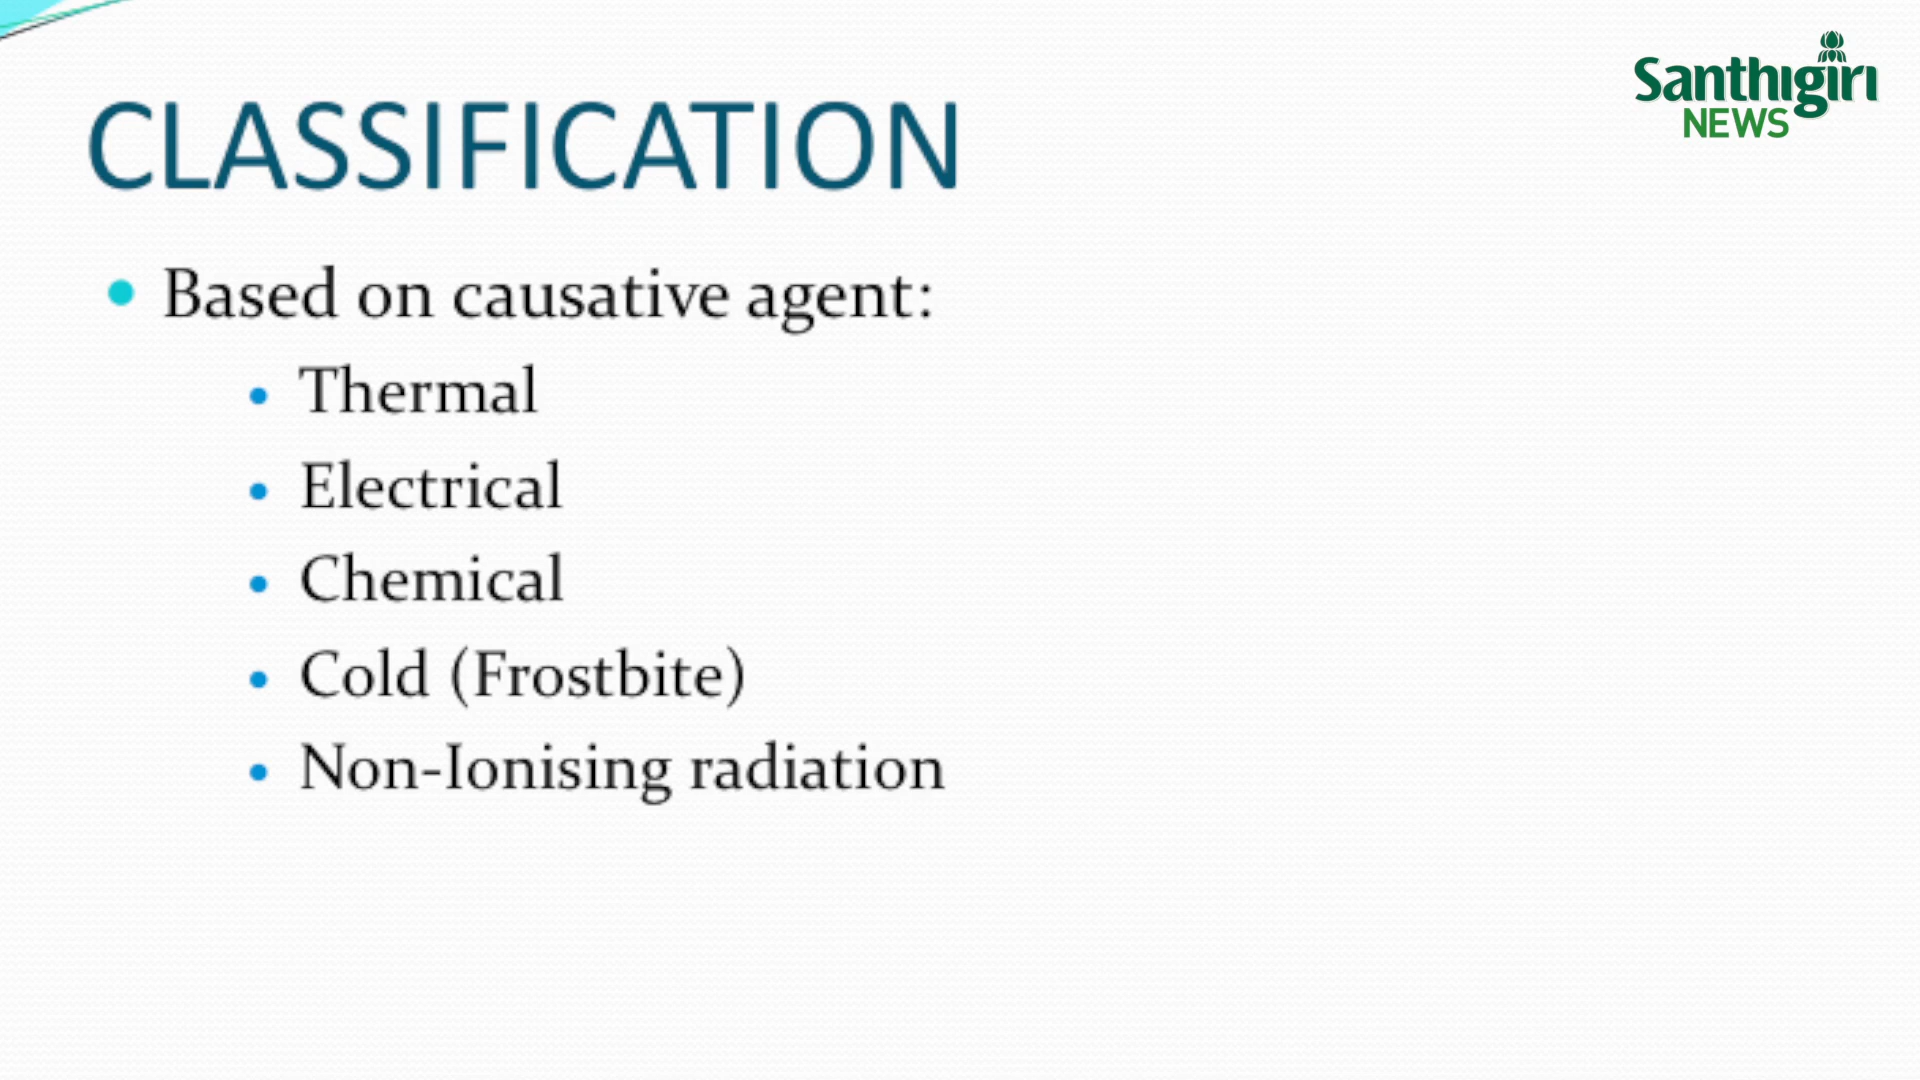 Santhigiri
NEWS
CLASSIFICATION
Based on causative agent:
Thermal
Electrical
Chemical
Cold (Frostbite)
Non-Ionising radiation